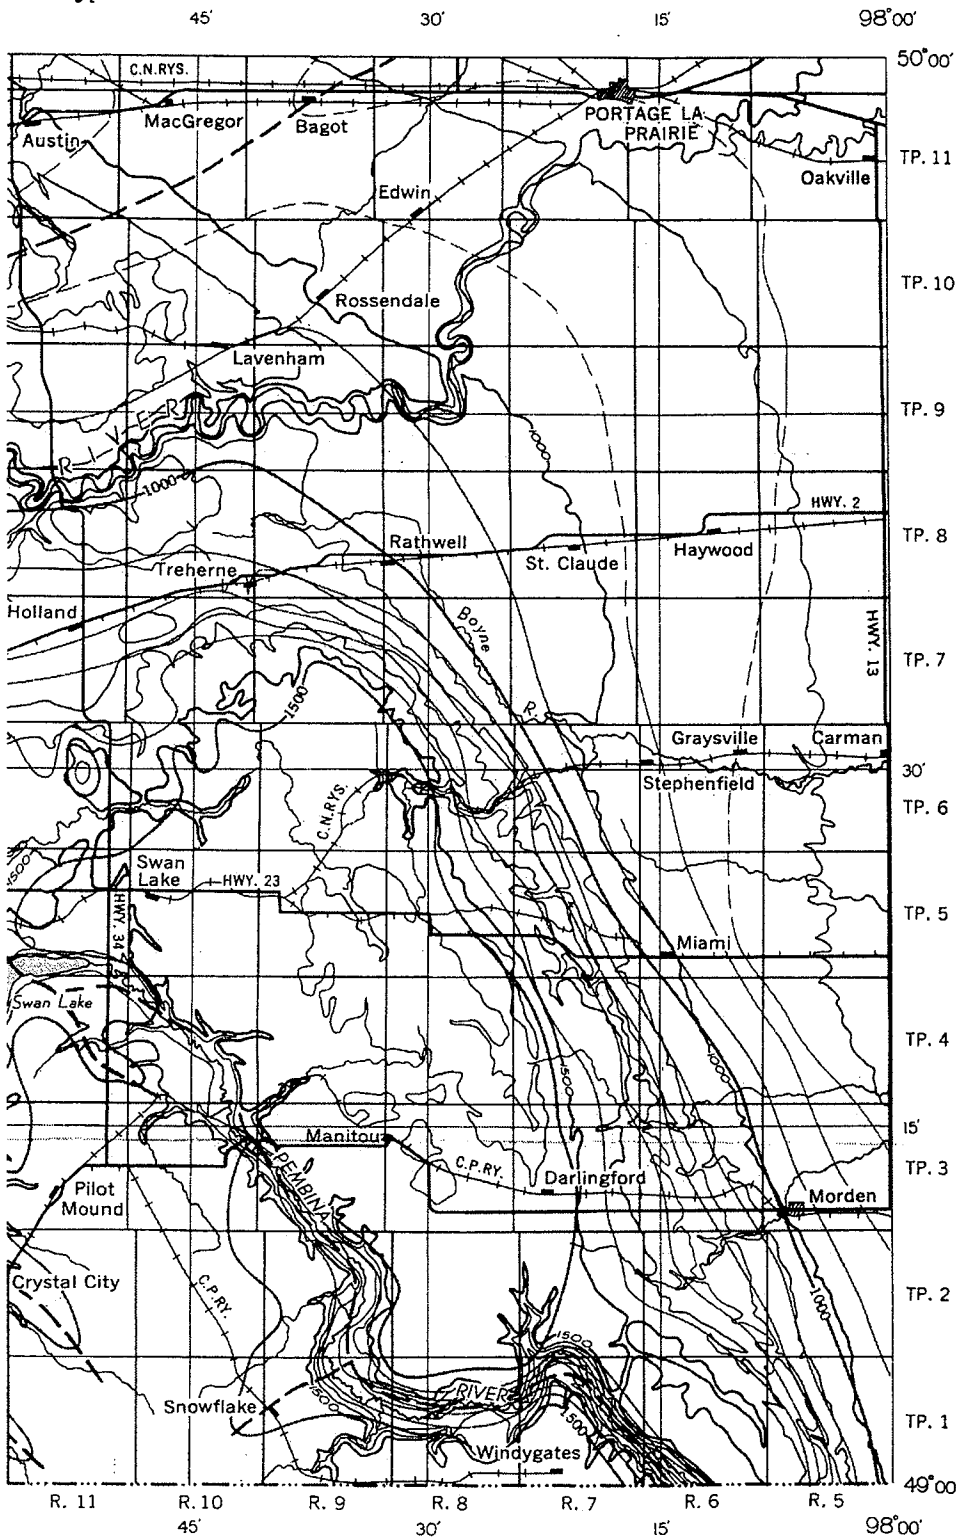 45′ 30′ 15′ 98°00′
50°00′
C.N.RYS.
MacGregor
Bagot
PORTAGE LA
PRAIRIE
Austin
TP. 11
Oakville
Edwin
TP. 10
Rossendale
Lavenham
RIVER
TP. 9
1000
1000
HWY. 2
Rathwell
TP. 8
Treherne
St. Claude
Haywood
Holland
Boyne
R.
HWY. 13
TP. 7
1500
Graysville
Carman
30′
Stephenfield
C.N.RYS.
TP. 6
1500
Swan
Lake
HWY. 23
HWY. 34
TP. 5
Miami
Swan Lake
TP. 4
1500
1000
15′
Manitou
PEMBINA
C.P.RY.
TP. 3
Darlingford
Pilot
Mound
Morden
Crystal City
C.P.RY.
1000
TP. 2
1500
RIVER
Snowflake
1500
1500
TP. 1
Windygates
49°00
R. 11 R. 10 R. 9 R. 8 R. 7 R. 6 R. 5
45′ 30′ 15′ 98°00′